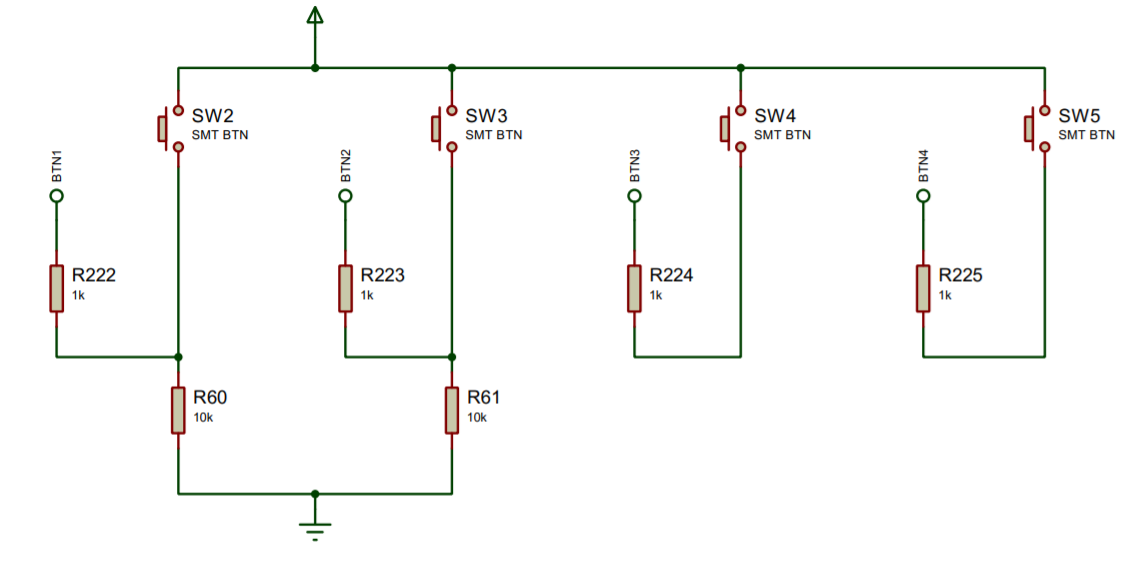 SW2
SMT BTN
SW3
SMT BTN
SW4
SMT BTN
SW5
SMT BTN
BTN1
BTN2
BTN3
BTN4
R222
1k
R223
1k
R224
1k
R225
1k
R60
10k
R61
10k